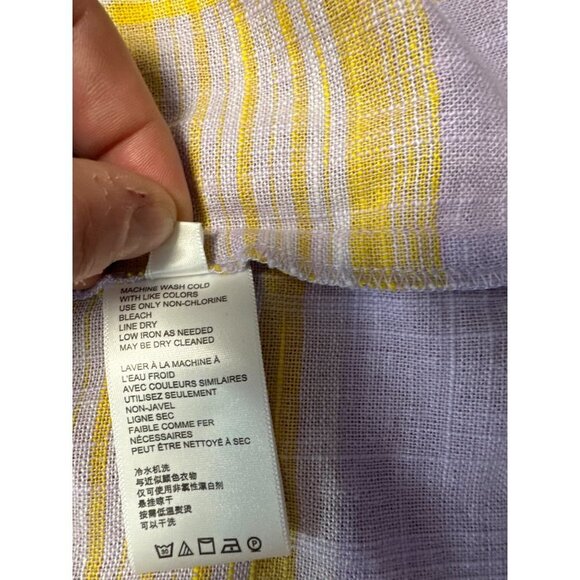 MACHINE WASH COLD
WITH LIKE COLORS
USE ONLY NON-CHLORINE
BLEACH
LINE DRY
LOW IRON AS NEEDED
MAY BE DRY CLEANED
LAVER À LA MACHINE À
L'EAU FROID
AVEC COULEURS SIMILAIRES
UTILISEZ SEULEMENT
NON-JAVEL
LIGNE SEC
FAIBLE COMME FER
NÉCESSAIRES
PEUT ÊTRE NETTOYÉ À SEC
冷水机洗
与近似颜色衣物
仅可使用非氯性漂白剂
悬挂晾干
按需低温熨烫
可以干洗
30 P